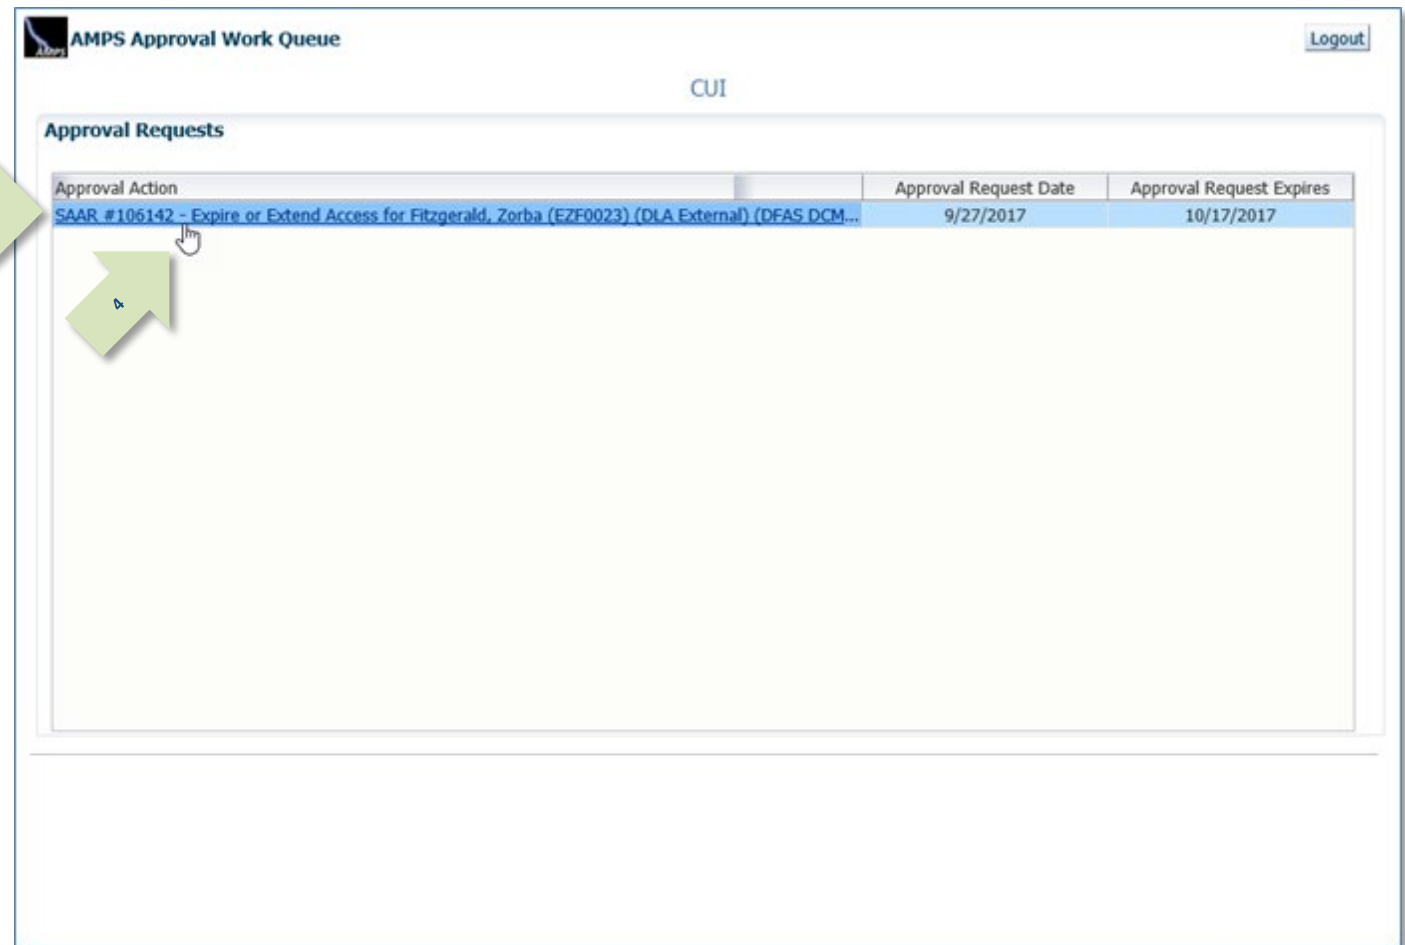 AMPS Approval Work Queue
Logout
CUI
Approval Requests
Approval Action Approval Request Date Approval Request Expires
SAAR #106142 - Expire or Extend Access for Fitzgerald, Zorba (EZF0023) (DLA External) (DFAS DCM... 9/27/2017 10/17/2017
4
AMPS